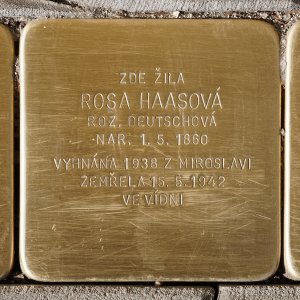 ZDE ŽILA
ROSA HAASOVÁ
ROZ. DEUTSCHOVÁ
NAR. 1. 5. 1860
VYHNÁNA 1938 Z MIROSLAVI
ZEMŘELA 15. 5. 1942
VE VÍDNI